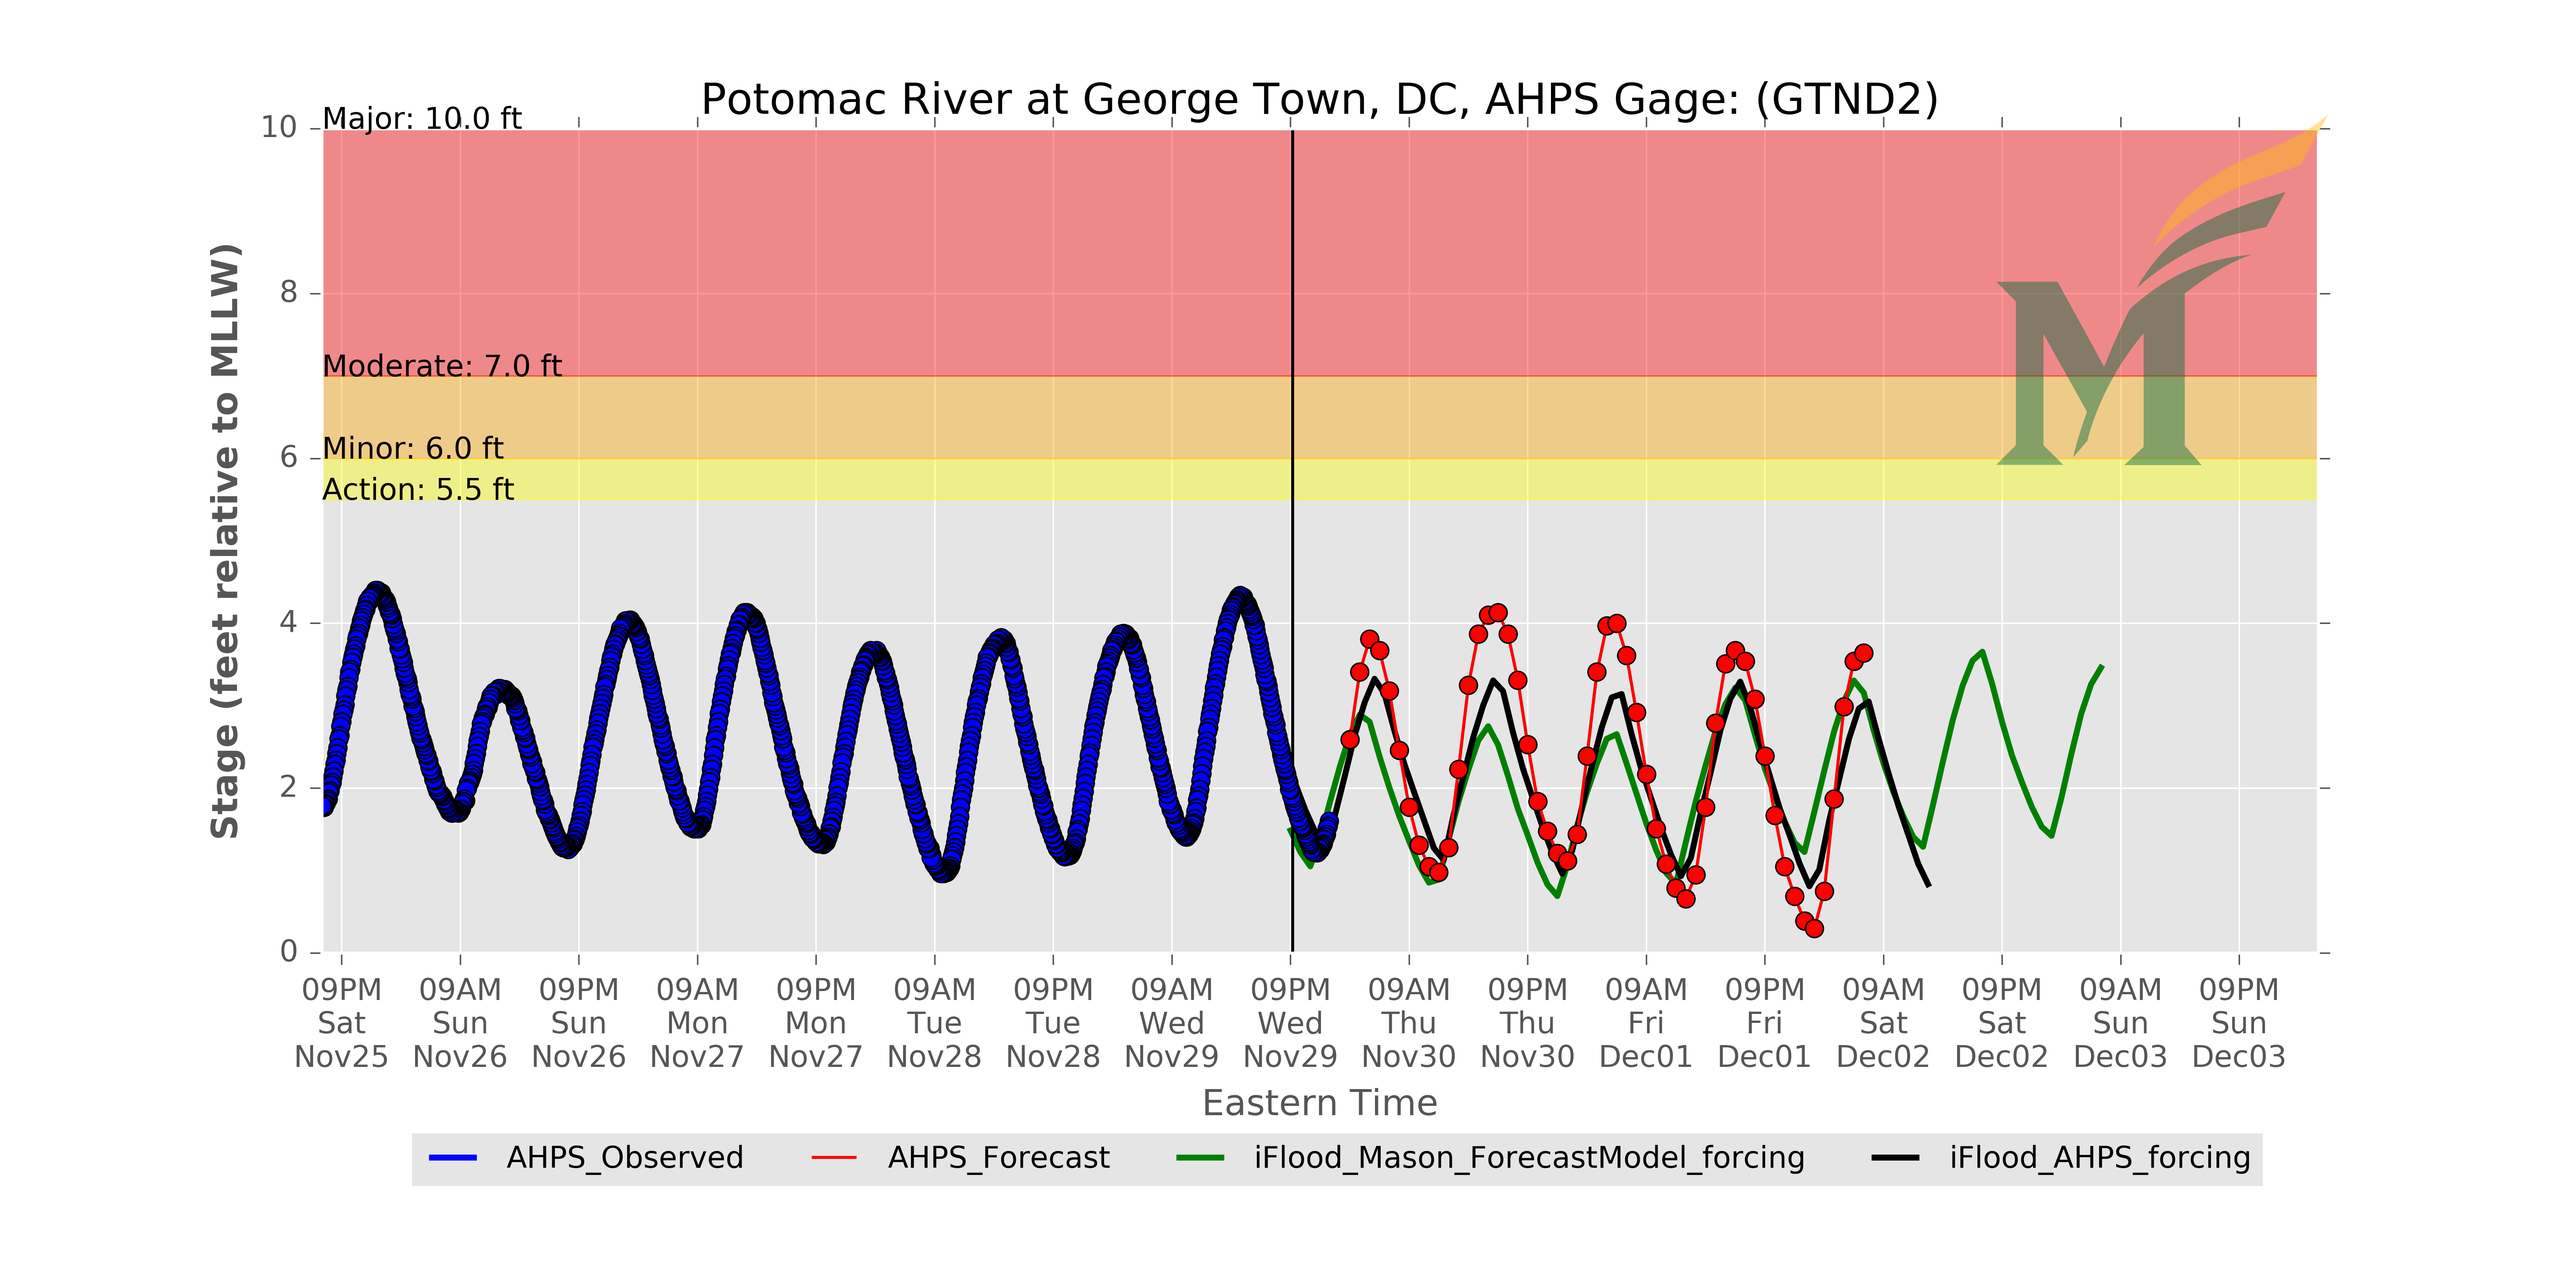 Potomac River at George Town, DC, AHPS Gage: (GTND2)
Major: 10.0 ft
Moderate: 7.0 ft
Minor: 6.0 ft
Action: 5.5 ft
Stage (feet relative to MLLW)
10
8
6
4
2
0
09PM 09AM 09PM 09AM 09PM 09AM 09PM 09AM 09PM 09AM 09PM 09AM 09PM 09AM 09PM 09AM 09PM
Sat Sun Sun Mon Mon Tue Tue Wed Wed Thu Thu Fri Fri Sat Sat Sun Sun
Nov25 Nov26 Nov26 Nov27 Nov27 Nov28 Nov28 Nov29 Nov29 Nov30 Nov30 Dec01 Dec01 Dec02 Dec02 Dec03 Dec03
Eastern Time
AHPS_Observed AHPS_Forecast iFlood_Mason_ForecastModel_forcing iFlood_AHPS_forcing